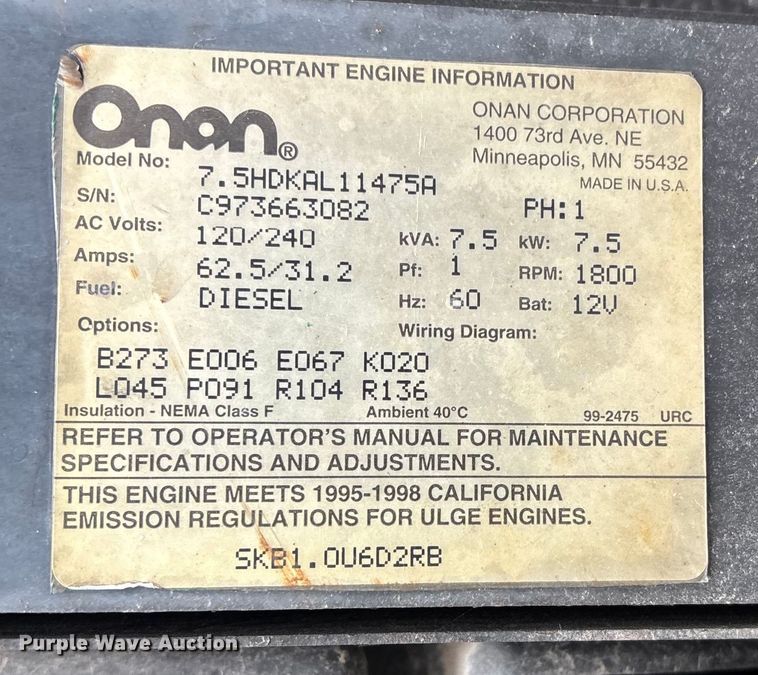 IMPORTANT ENGINE INFORMATION
Onan®
ONAN CORPORATION
1400 73rd Ave. NE
Minneapolis, MN 55432
MADE IN U.S.A.
Model No: 7.5HDKAL11475A
S/N: C973663082 PH: 1
AC Volts: 120/240 kVA: 7.5 kW: 7.5
Amps: 62.5/31.2 Pf: 1 RPM: 1800
Fuel: DIESEL Hz: 60 Bat: 12V
Options: Wiring Diagram:
B273 E006 E067 K020
L045 P091 R104 R136
Insulation - NEMA Class F Ambient 40°C 99-2475 URC
REFER TO OPERATOR'S MANUAL FOR MAINTENANCE
SPECIFICATIONS AND ADJUSTMENTS.
THIS ENGINE MEETS 1995-1998 CALIFORNIA
EMISSION REGULATIONS FOR ULGE ENGINES.
SKB1.0U6D2RB
Purple Wave Auction